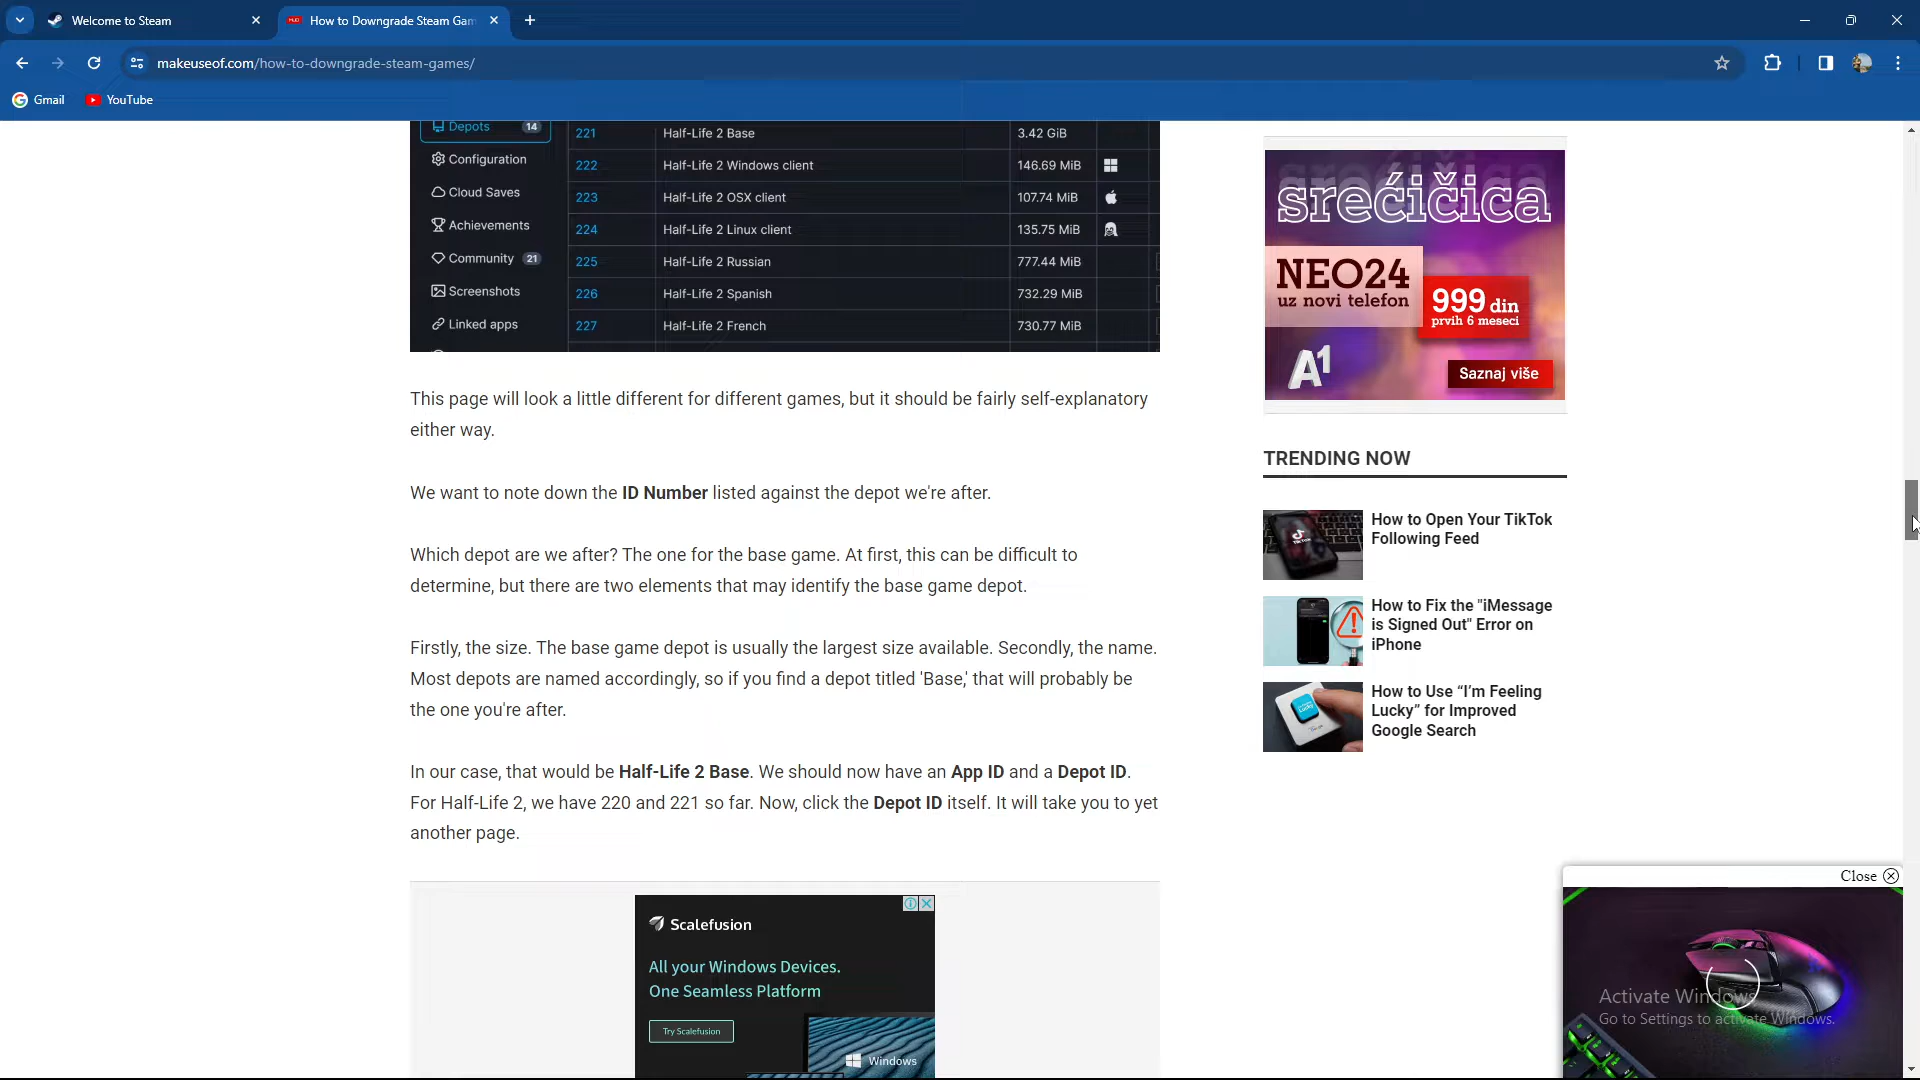 Welcome to Steam
How to Downgrade Steam Gam
makeuseof.com/how-to-downgrade-steam-games/
Gmail
YouTube
Depots 14
221 Half-Life 2 Base 3.42 GiB
Configuration
222 Half-Life 2 Windows client 146.69 MiB
Cloud Saves
223 Half-Life 2 OSX client 107.74 MiB
Achievements
224 Half-Life 2 Linux client 135.75 MiB
Community 21
225 Half-Life 2 Russian 777.44 MiB
Screenshots
226 Half-Life 2 Spanish 732.29 MiB
Linked apps
227 Half-Life 2 French 730.77 MiB
This page will look a little different for different games, but it should be fairly self-explanatory
either way.
We want to note down the ID Number listed against the depot we're after.
Which depot are we after? The one for the base game. At first, this can be difficult to
determine, but there are two elements that may identify the base game depot.
Firstly, the size. The base game depot is usually the largest size available. Secondly, the name.
Most depots are named accordingly, so if you find a depot titled 'Base,' that will probably be
the one you're after.
In our case, that would be Half-Life 2 Base. We should now have an App ID and a Depot ID.
For Half-Life 2, we have 220 and 221 so far. Now, click the Depot ID itself. It will take you to yet
another page.
Scalefusion
All your Windows Devices.
One Seamless Platform
Try Scalefusion
Windows
srećičica
NEO24
uz novi telefon
999 din
prvih 6 meseci
A1
Saznaj više
TRENDING NOW
How to Open Your TikTok
Following Feed
How to Fix the "iMessage
is Signed Out" Error on
iPhone
How to Use “I’m Feeling
Lucky” for Improved
Google Search
Close
Activate Windows
Go to Settings to activate Windows.